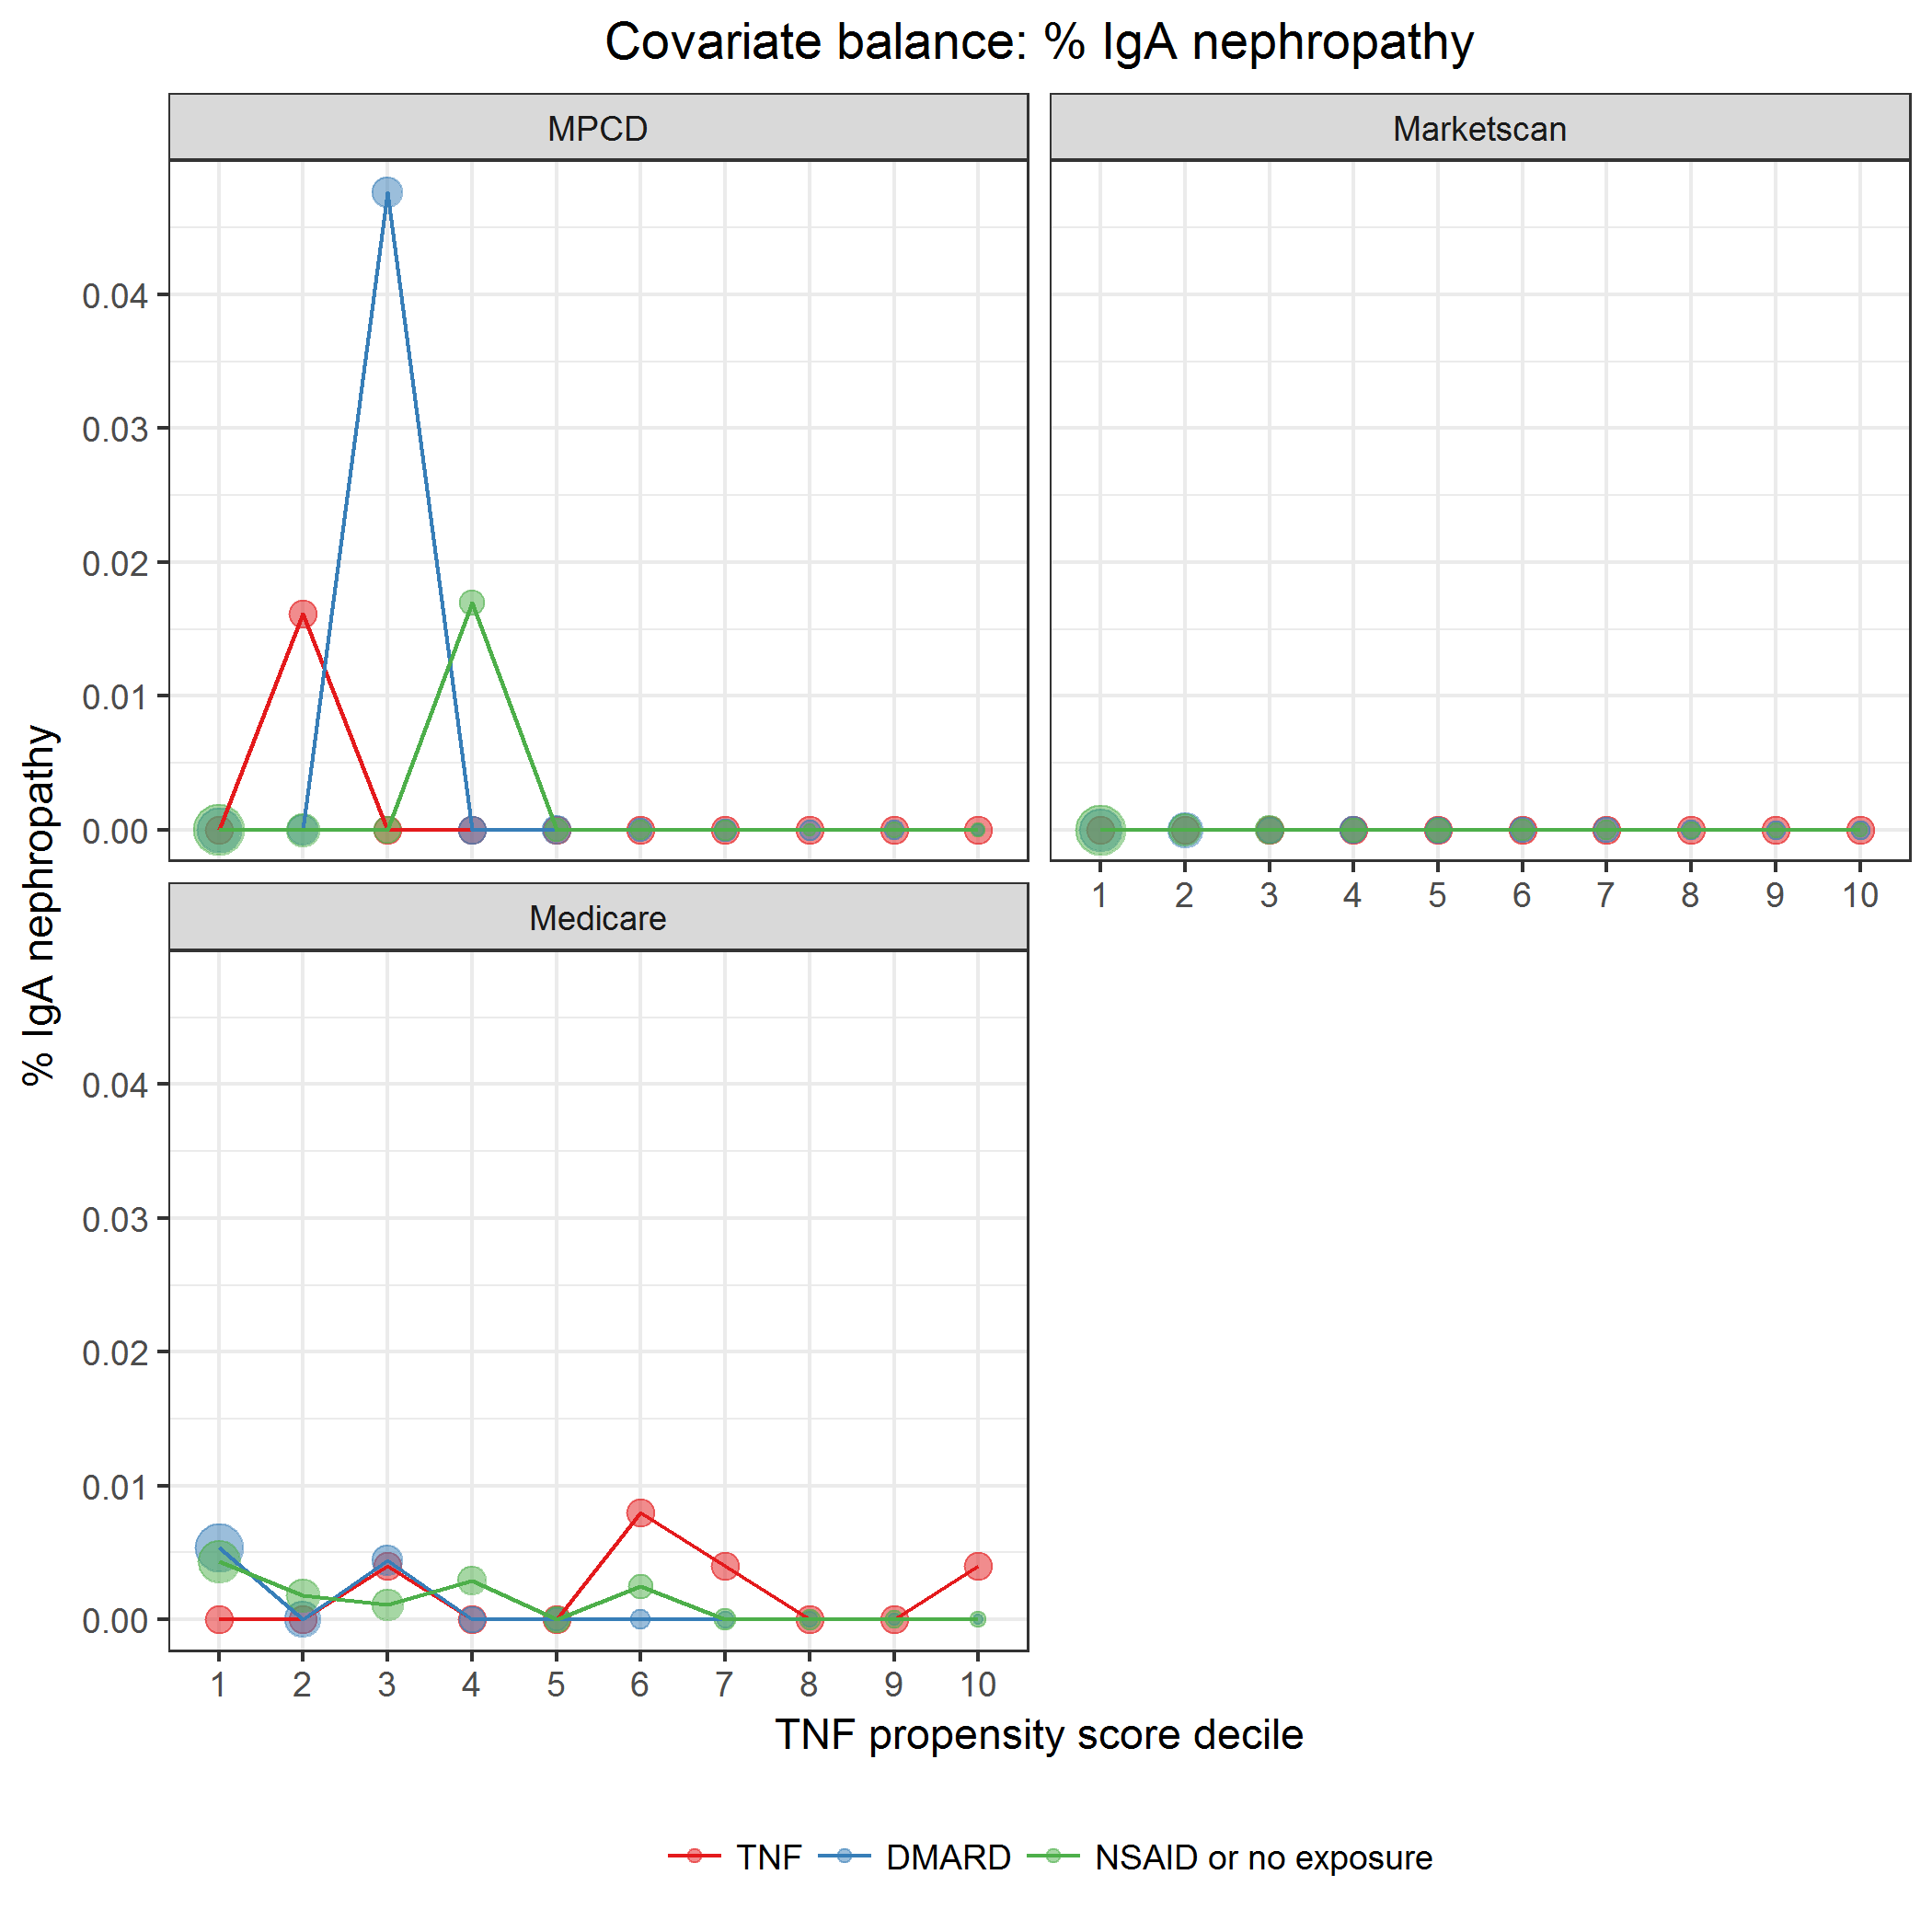 Covariate balance: % IgA nephropathy
MPCD
Marketscan
0.04
0.03
0.02
0.01
0.00
1 2 3 4 5 6 7 8 9 10
% IgA nephropathy
Medicare
0.04
0.03
0.02
0.01
0.00
1 2 3 4 5 6 7 8 9 10
TNF propensity score decile
TNF DMARD NSAID or no exposure